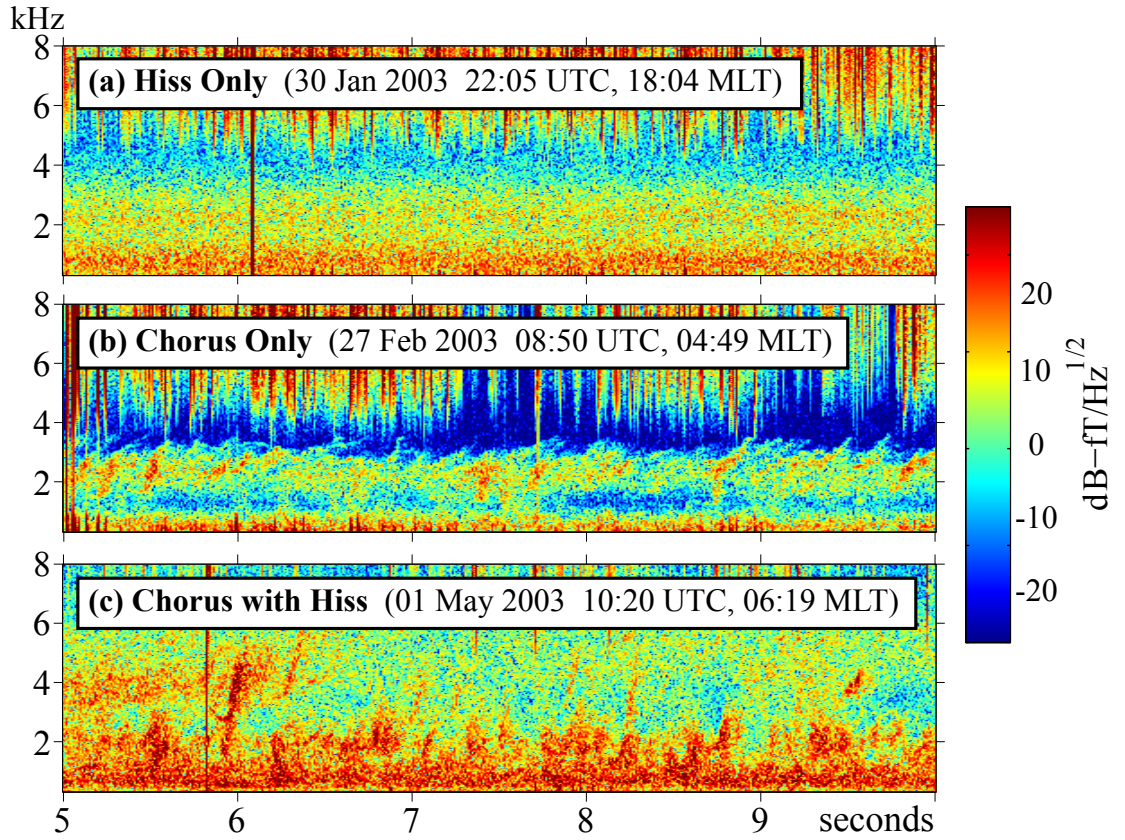 kHz
8
(a) Hiss Only (30 Jan 2003 22:05 UTC, 18:04 MLT)
6
4
2
8
(b) Chorus Only (27 Feb 2003 08:50 UTC, 04:49 MLT)
6
4
2
8
(c) Chorus with Hiss (01 May 2003 10:20 UTC, 06:19 MLT)
6
4
2
5 6 7 8 9 seconds
20
10
0
-10
-20
dB−fT/Hz^1/2